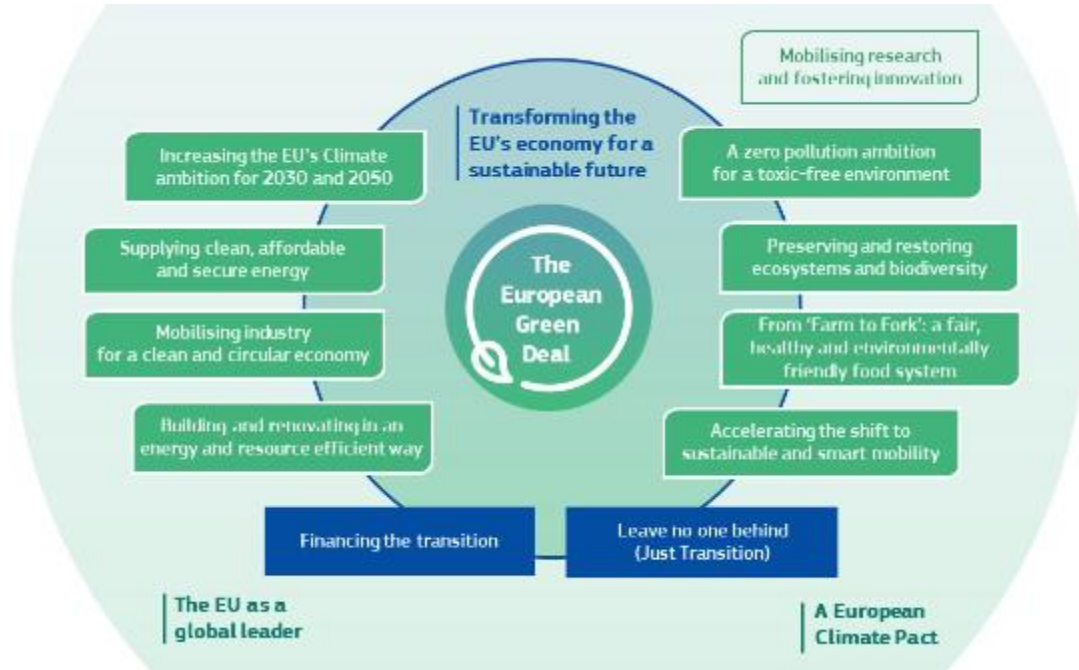 Mobilising research
and fostering innovation
Transforming the
EU's economy for a
sustainable future
Increasing the EU's Climate
ambition for 2030 and 2050
A zero pollution ambition
for a toxic-free environment
Supplying clean, affordable
and secure energy
Preserving and restoring
ecosystems and biodiversity
The
European
Green
Deal
Mobilising industry
for a clean and circular economy
From 'Farm to Fork': a fair,
healthy and environmentally
friendly food system
Building and renovating in an
energy and resource efficient way
Accelerating the shift to
sustainable and smart mobility
Financing the transition
Leave no one behind
(Just Transition)
The EU as a
global leader
A European
Climate Pact